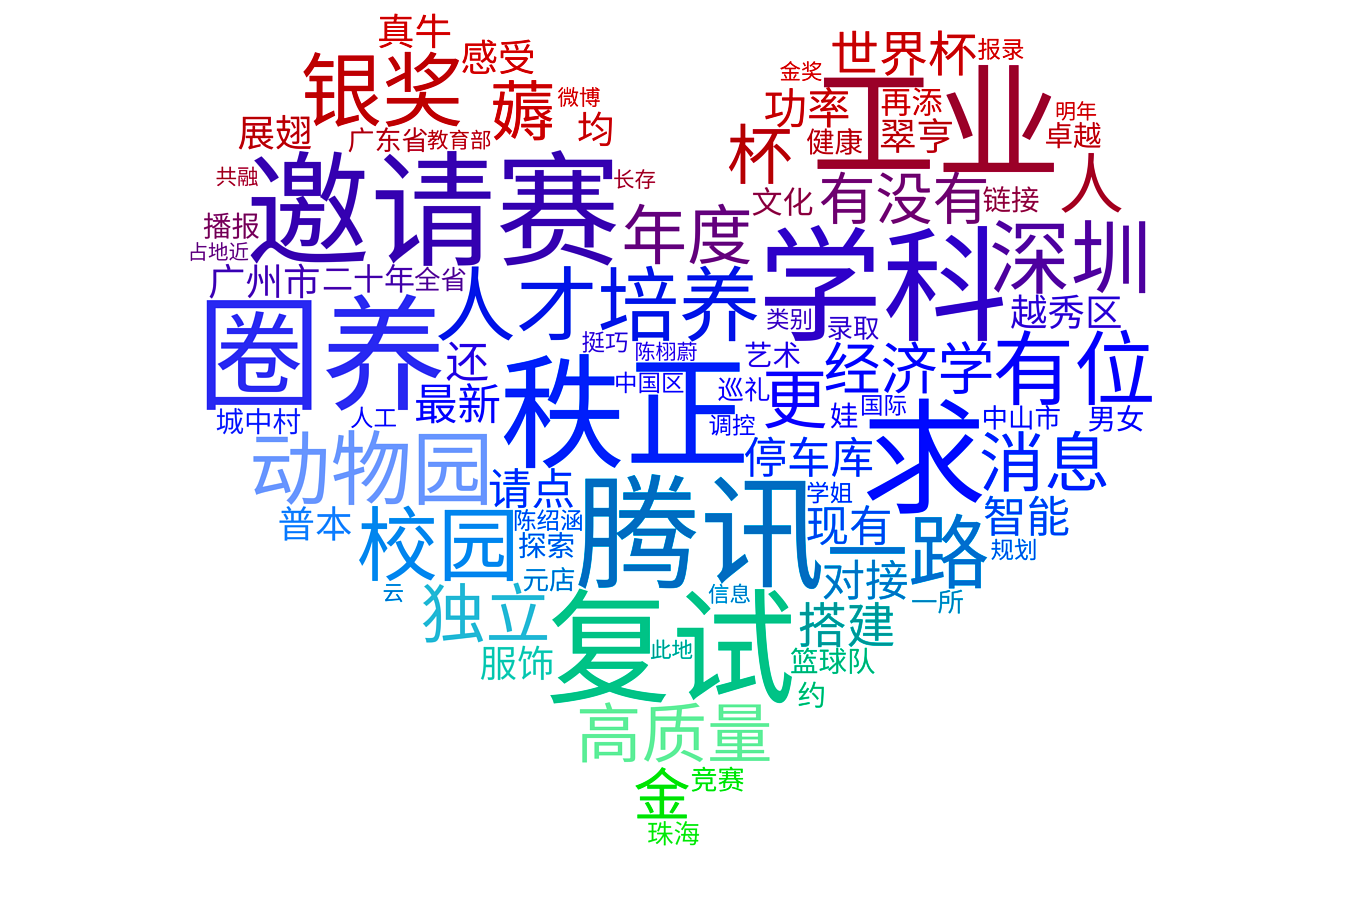 真牛
感受
银奖
薅
微博
均
展翅
广东省
教育部
世界杯
报录
金奖
工业
功率
再添
明年
杯
健康
翠亨
卓越
人
共融
邀请赛
长存
文化
有没有
链接
播报
年度
占地近
学科
深圳
广州市
二十年
全省
人才培养
类别
录取
越秀区
圈养
还
挺巧
陈栩蔚
艺术
经济学
有位
最新
秩正
中国区
巡礼
更
城中村
人工
调控
娃
国际
求
中山市
男女
动物园
停车库
消息
请点
腾讯
学姐
普本
校园
陈绍涵
现有
一路
智能
探索
规划
云
元店
信息
对接
一所
独立
复试
搭建
服饰
此地
篮球队
约
高质量
金
竞赛
珠海